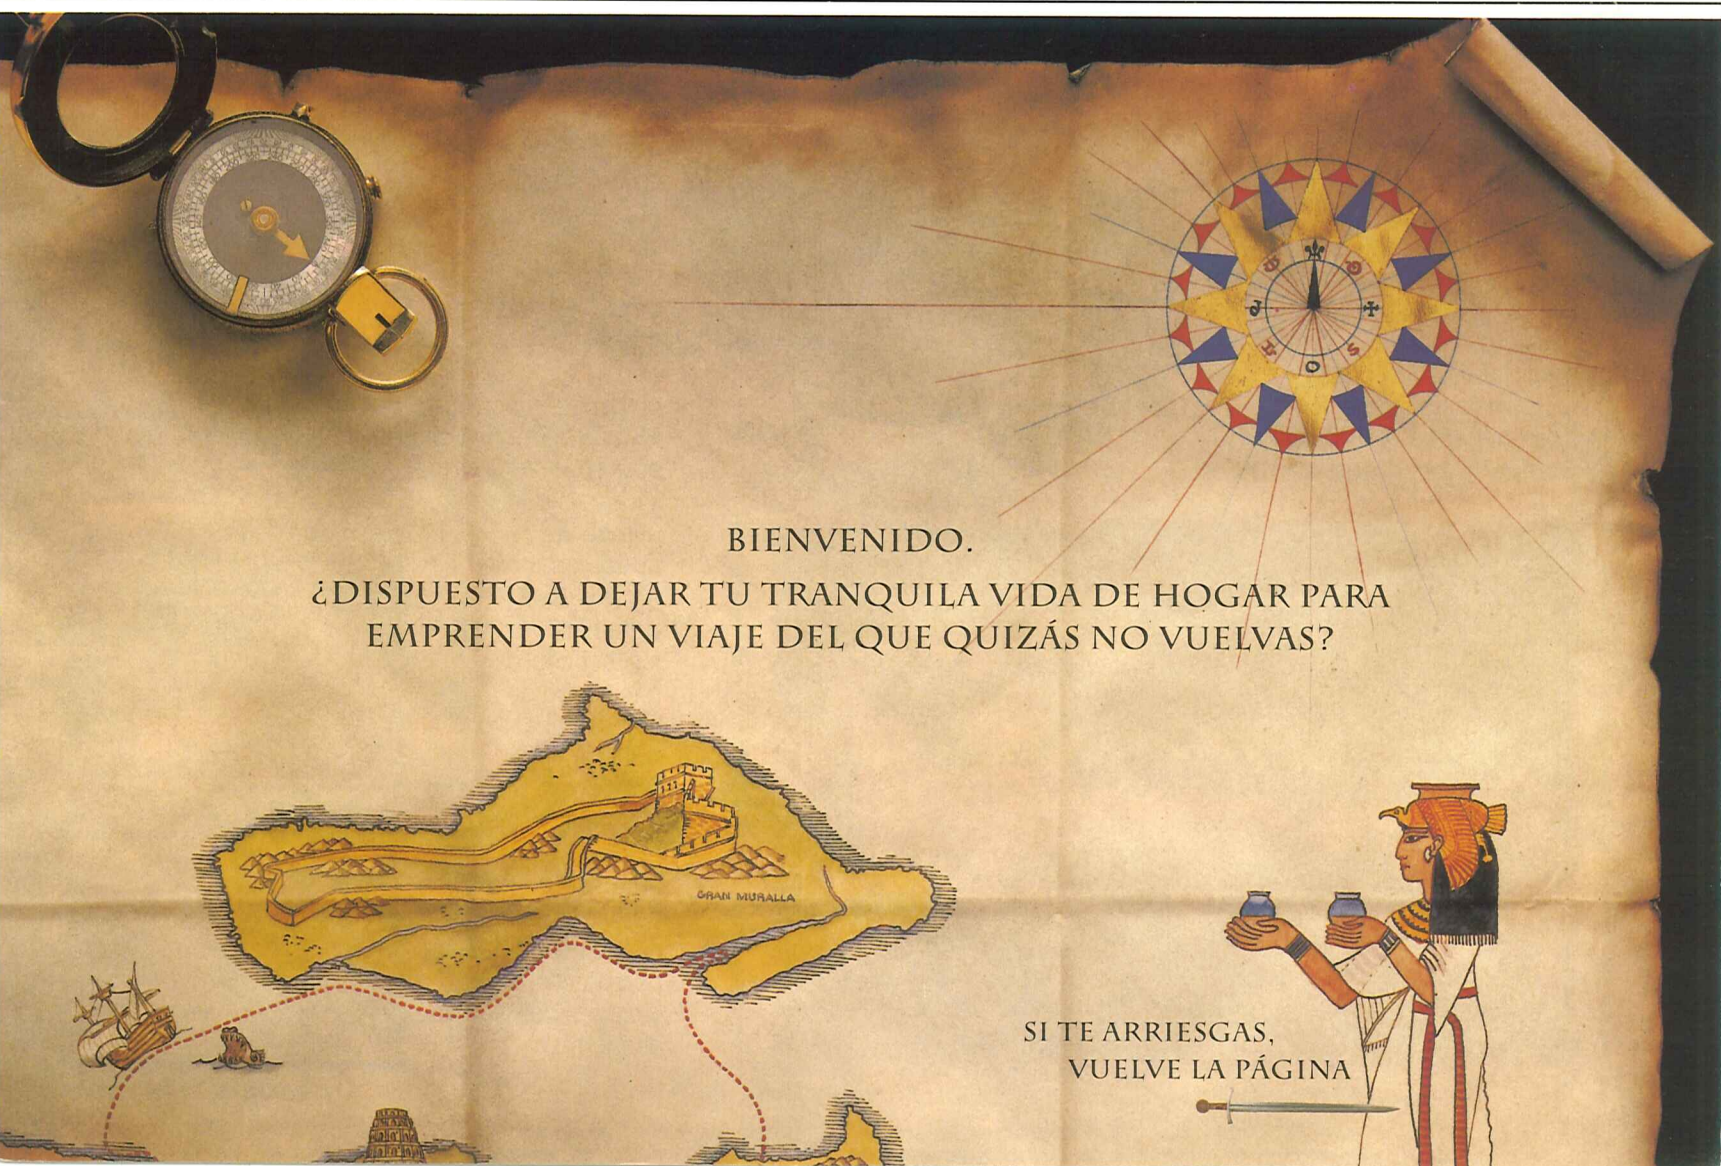 BIENVENIDO.
¿DISPUESTO A DEJAR TU TRANQUILA VIDA DE HOGAR PARA
EMPRENDER UN VIAJE DEL QUE QUIZÁS NO VUELVAS?
GRAN MURALLA
SI TE ARRIESGAS,
VUELVE LA PÁGINA